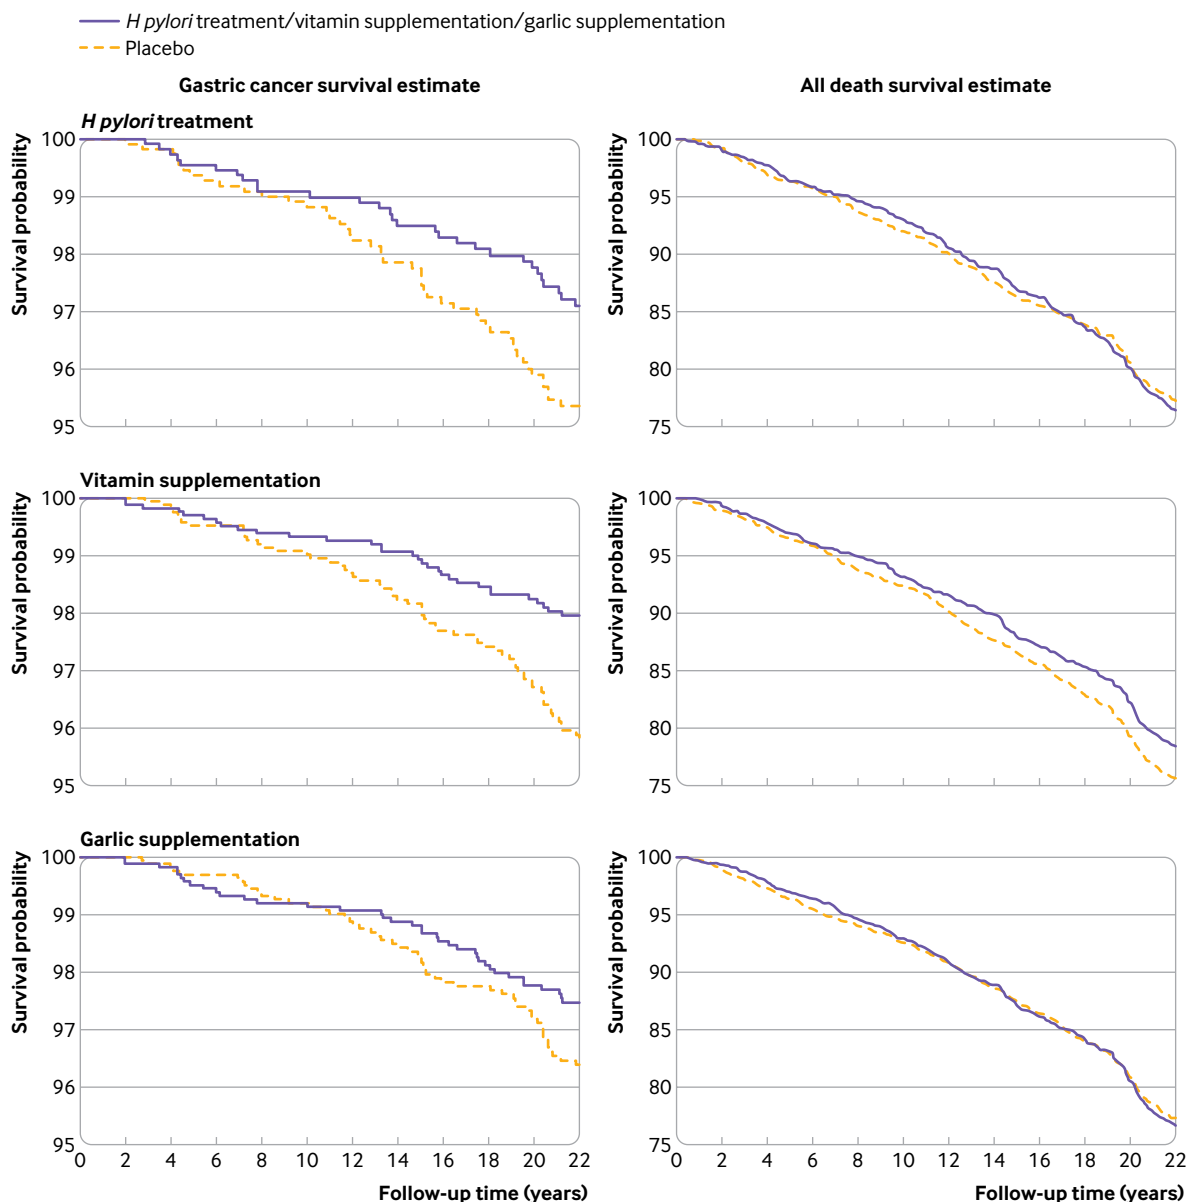 H pylori treatment/vitamin supplementation/garlic supplementation
Placebo
Gastric cancer survival estimate
All death survival estimate
H pylori treatment
Survival probability
100
99
98
97
96
95
Survival probability
100
95
90
85
80
75
Vitamin supplementation
Survival probability
100
99
98
97
96
95
Survival probability
100
95
90
85
80
75
Garlic supplementation
Survival probability
100
99
98
97
96
95
0 2 4 6 8 10 12 14 16 18 20 22
Follow-up time (years)
Survival probability
100
95
90
85
80
75
0 2 4 6 8 10 12 14 16 18 20 22
Follow-up time (years)